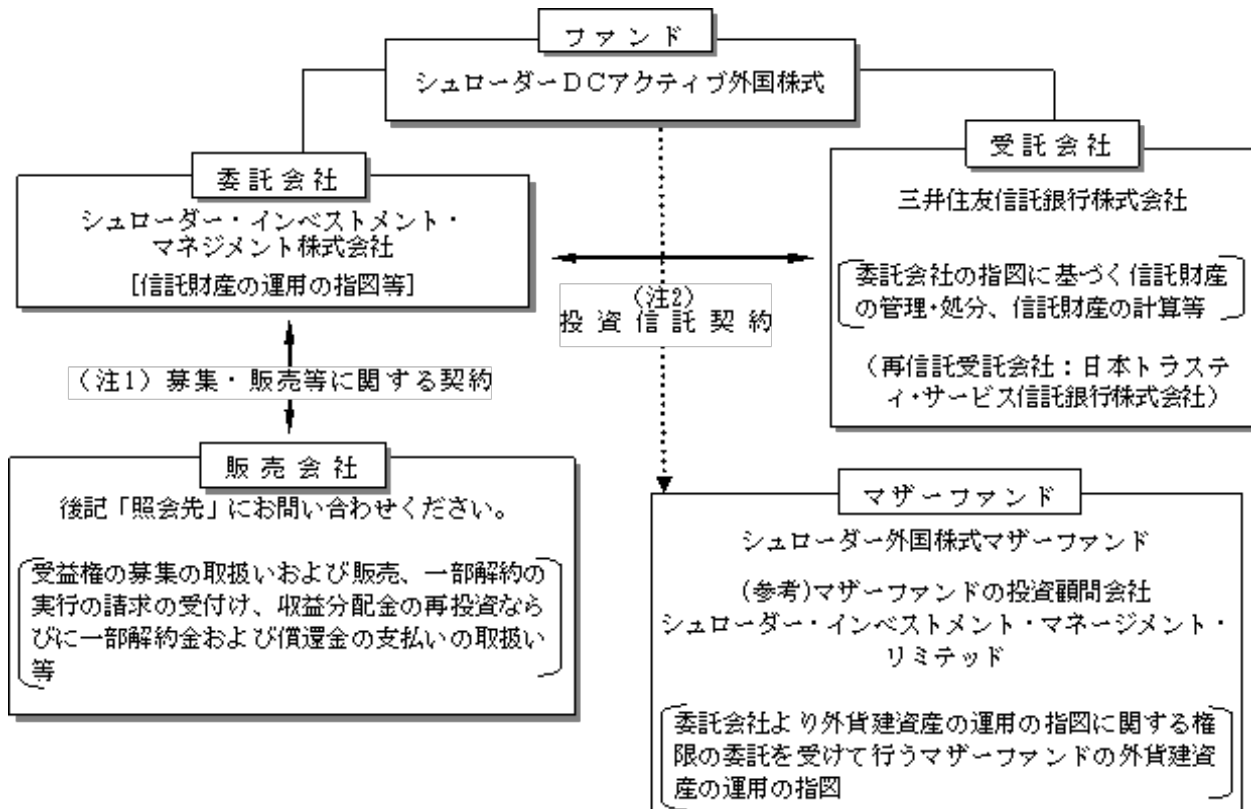 ファンド
シュローダーDCアクティブ外国株式
委託会社
シュローダー・インベストメント・
マネジメント株式会社
[信託財産の運用の指図等]
受託会社
三井住友信託銀行株式会社
委託会社の指図に基づく信託財産
の管理・処分、信託財産の計算等
(再信託受託会社：日本トラステ
ィ・サービス信託銀行株式会社)
(注2)
投資信託契約
(注1)募集・販売等に関する契約
販売会社
後記「照会先」にお問い合わせください。
受益権の募集の取扱いおよび販売、一部解約の
実行の請求の受付け、収益分配金の再投資なら
びに一部解約金および償還金の支払いの取扱い
等
マザーファンド
シュローダー外国株式マザーファンド
(参考)マザーファンドの投資顧問会社
シュローダー・インベストメント・マネージメント・
リミテッド
委託会社より外貨建資産の運用の指図に関する権
限の委託を受けて行うマザーファンドの外貨建資
産の運用の指図